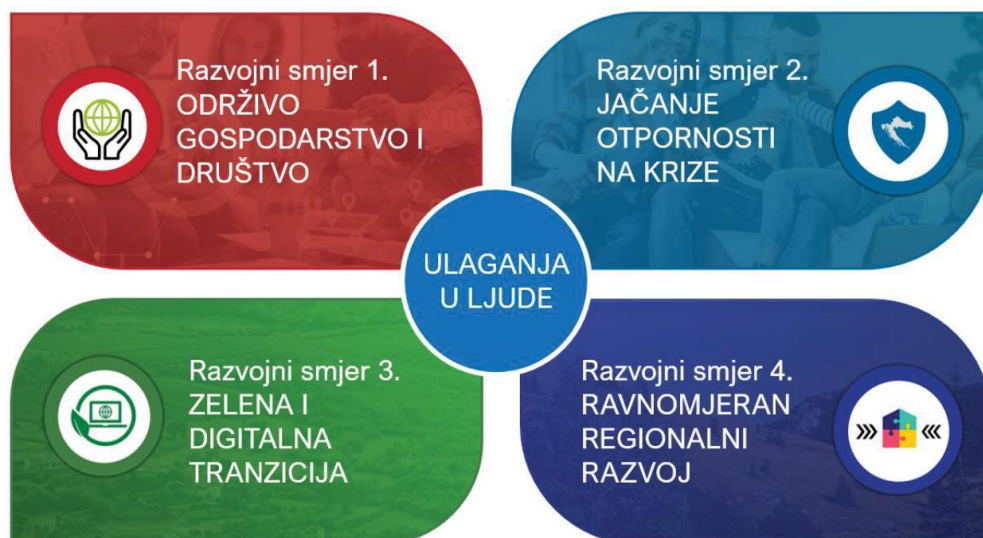 Razvojni smjer 1.
ODRŽIVO
GOSPODARSTVO I
DRUŠTVO
Razvojni smjer 2.
JAČANJE
OTPORNOSTI
NA KRIZE
ULAGANJA
U LJUDE
Razvojni smjer 3.
ZELENA I
DIGITALNA
TRANZICIJA
Razvojni smjer 4.
RAVNOMJERAN
REGIONALNI
RAZVOJ